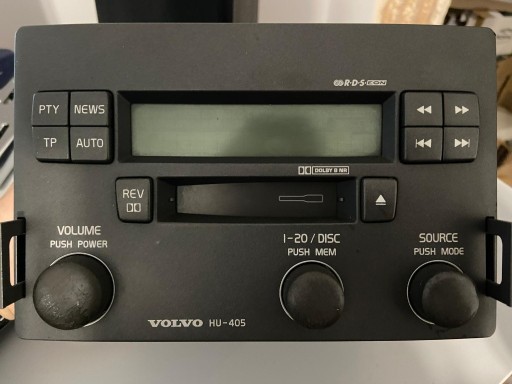 R·D·S·EON
PTY NEWS
TP AUTO
DOLBY B NR
REV
VOLUME
PUSH POWER
1-20 / DISC
PUSH MEM
SOURCE
PUSH MODE
VOLVO HU-405